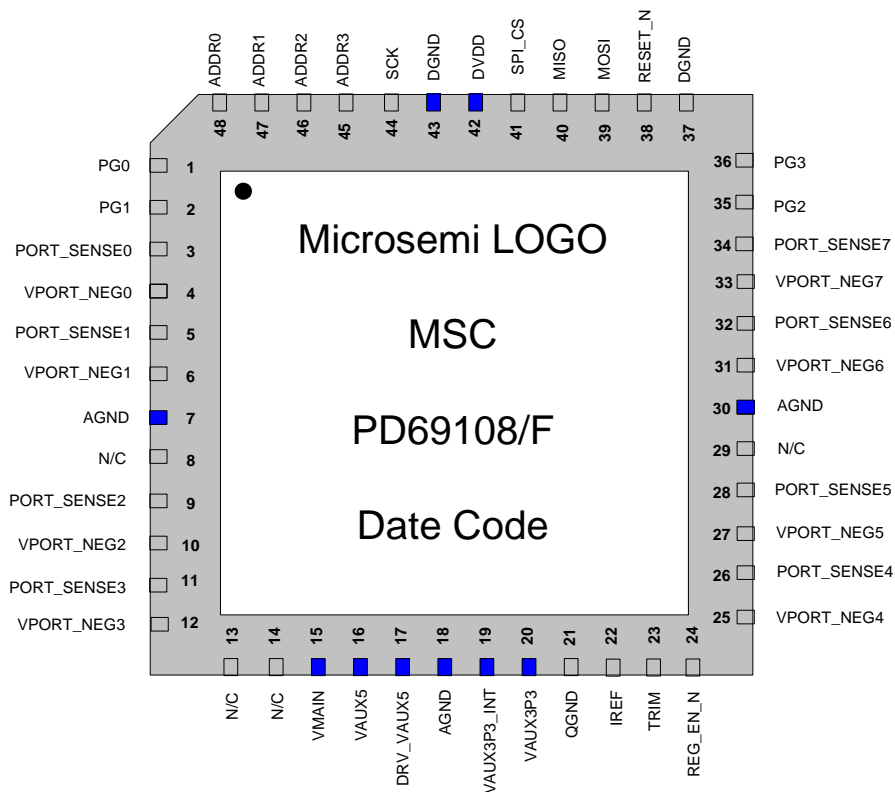 ADDR0 ADDR1 ADDR2 ADDR3 SCK DGND DVDD SPI_CS MISO MOSI RESET_N DGND
48 47 46 45 44 43 42 41 40 39 38 37
PG0 1
PG1 2
PORT_SENSE0 3
VPORT_NEG0 4
PORT_SENSE1 5
VPORT_NEG1 6
AGND 7
N/C 8
PORT_SENSE2 9
VPORT_NEG2 10
PORT_SENSE3 11
VPORT_NEG3 12
Microsemi LOGO
MSC
PD69108/F
Date Code
36 PG3
35 PG2
34 PORT_SENSE7
33 VPORT_NEG7
32 PORT_SENSE6
31 VPORT_NEG6
30 AGND
29 N/C
28 PORT_SENSE5
27 VPORT_NEG5
26 PORT_SENSE4
25 VPORT_NEG4
13 14 15 16 17 18 19 20 21 22 23 24
N/C N/C VMAIN VAUX5 DRV_VAUX5 AGND VAUX3P3_INT VAUX3P3 QGND IREF TRIM REG_EN_N